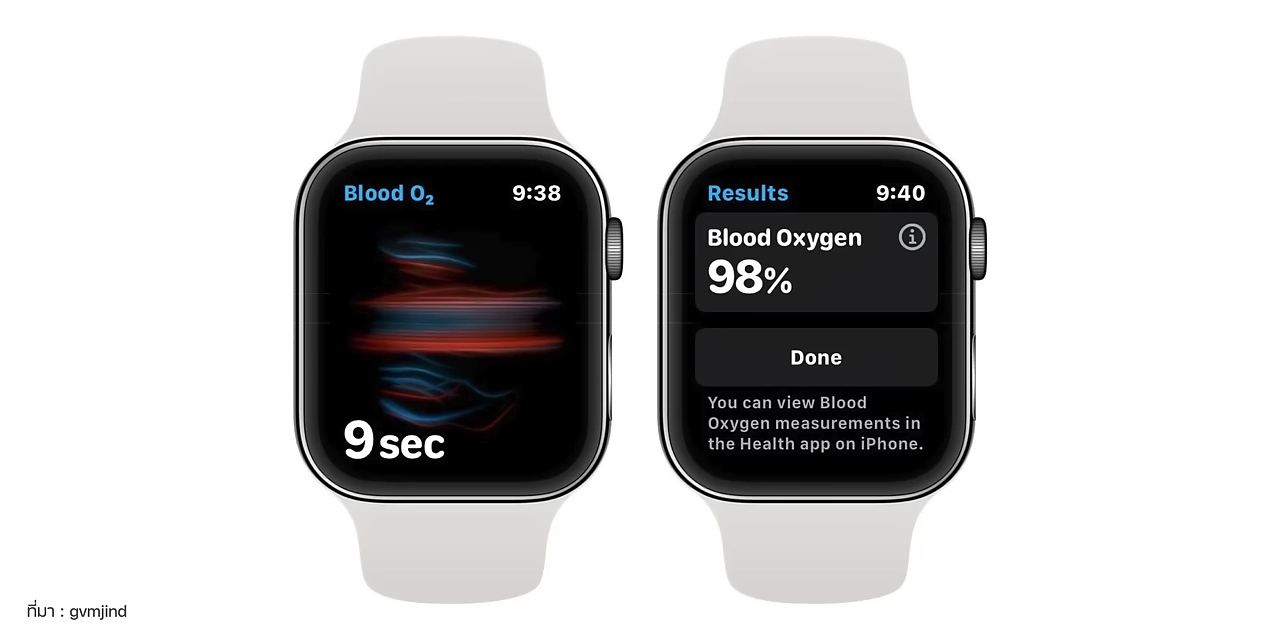 Blood O₂ 9:38
9 sec
Results 9:40
Blood Oxygen
98%
Done
You can view Blood
Oxygen measurements in
the Health app on iPhone.
ที่มา : gvmjind